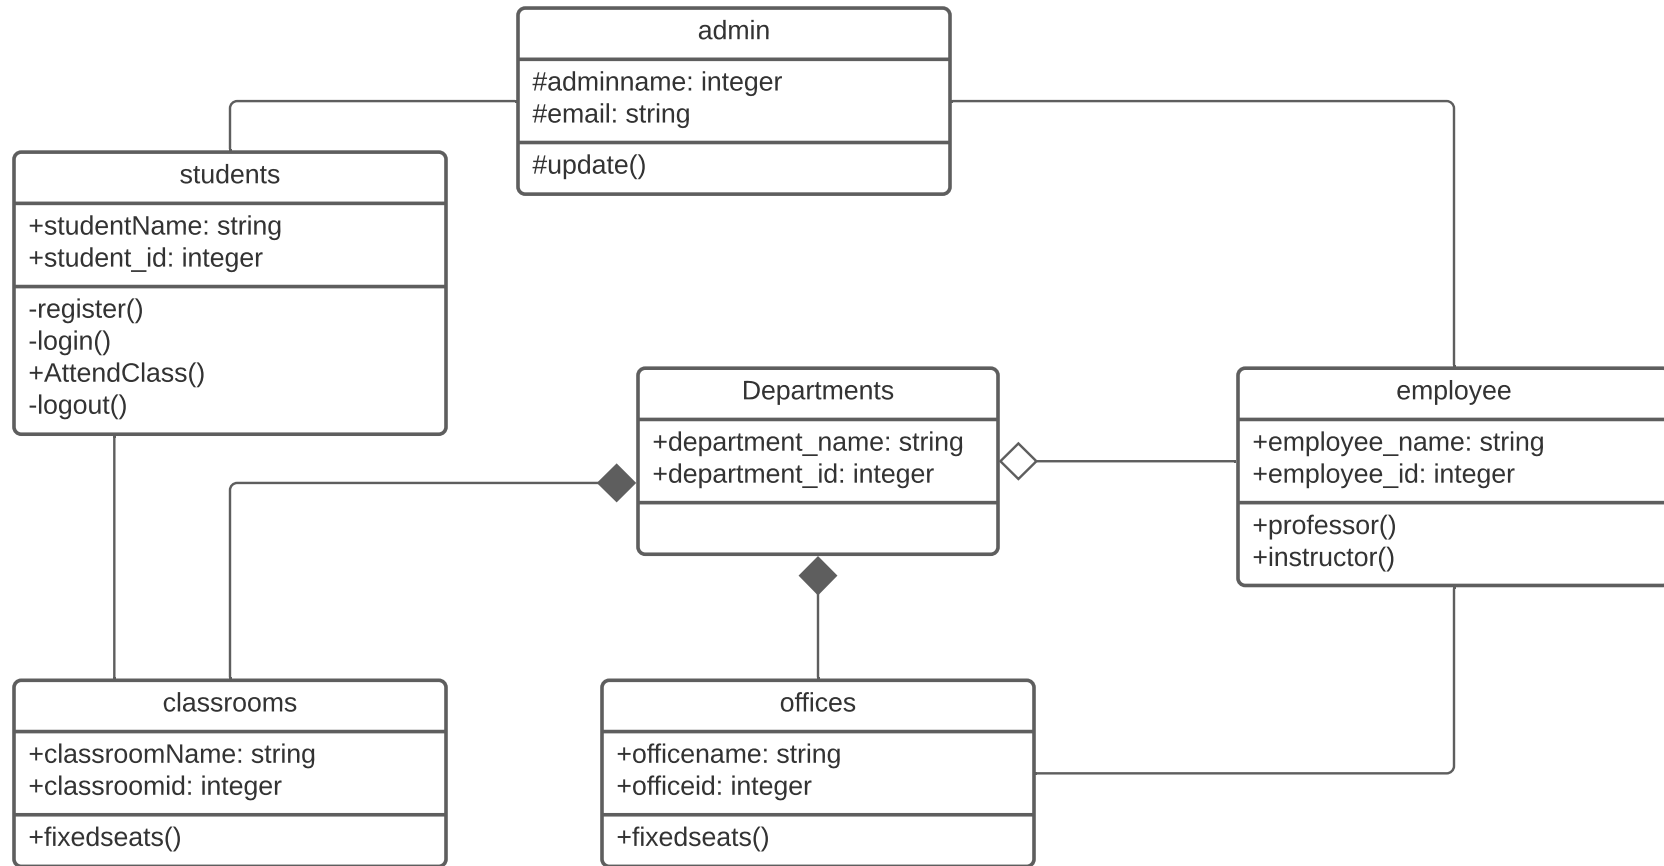 admin
#adminname: integer
#email: string
#update()
students
+studentName: string
+student_id: integer
-register()
-login()
+AttendClass()
-logout()
Departments
+department_name: string
+department_id: integer
employee
+employee_name: string
+employee_id: integer
+professor()
+instructor()
classrooms
+classroomName: string
+classroomid: integer
+fixedseats()
offices
+officename: string
+officeid: integer
+fixedseats()